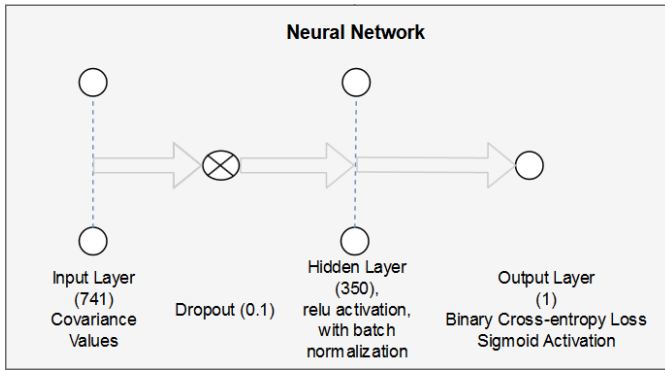 Neural Network
Input Layer
(741)
Covariance
Values
Dropout (0.1)
Hidden Layer
(350),
relu activation,
with batch
normalization
Output Layer
(1)
Binary Cross-entropy Loss
Sigmoid Activation